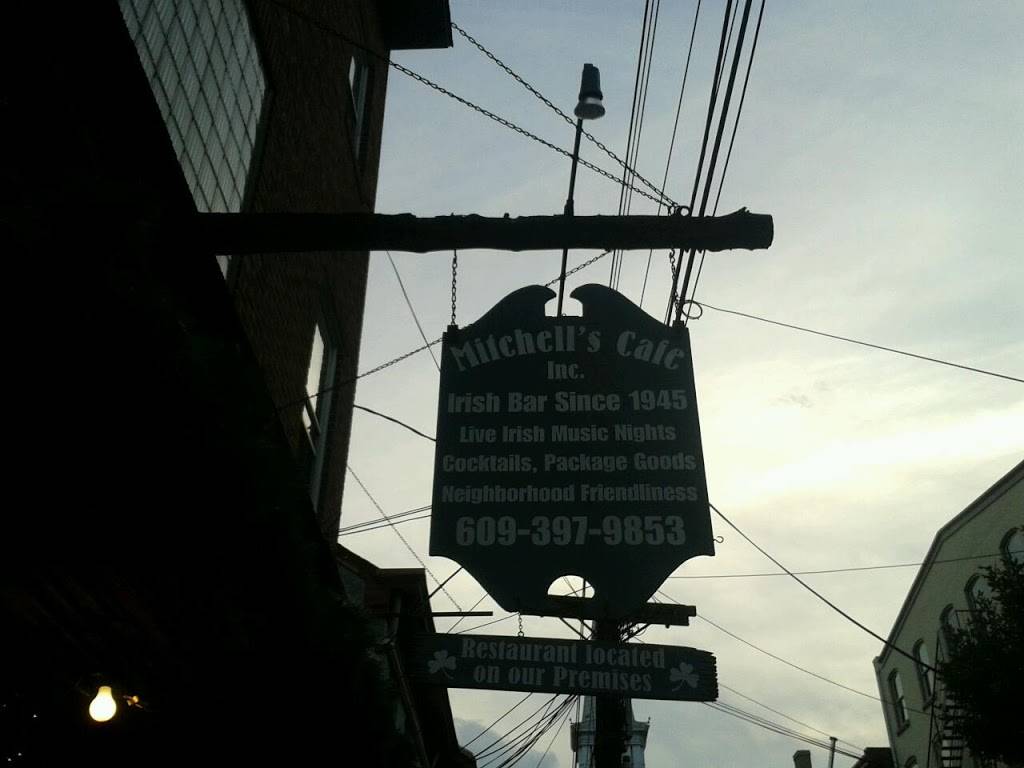 Mitchell's Cafe
Inc.
Irish Bar Since 1945
Live Irish Music Nights
Cocktails, Package Goods
Neighborhood Friendliness
609-397-9853
Restaurant located
on our Premises